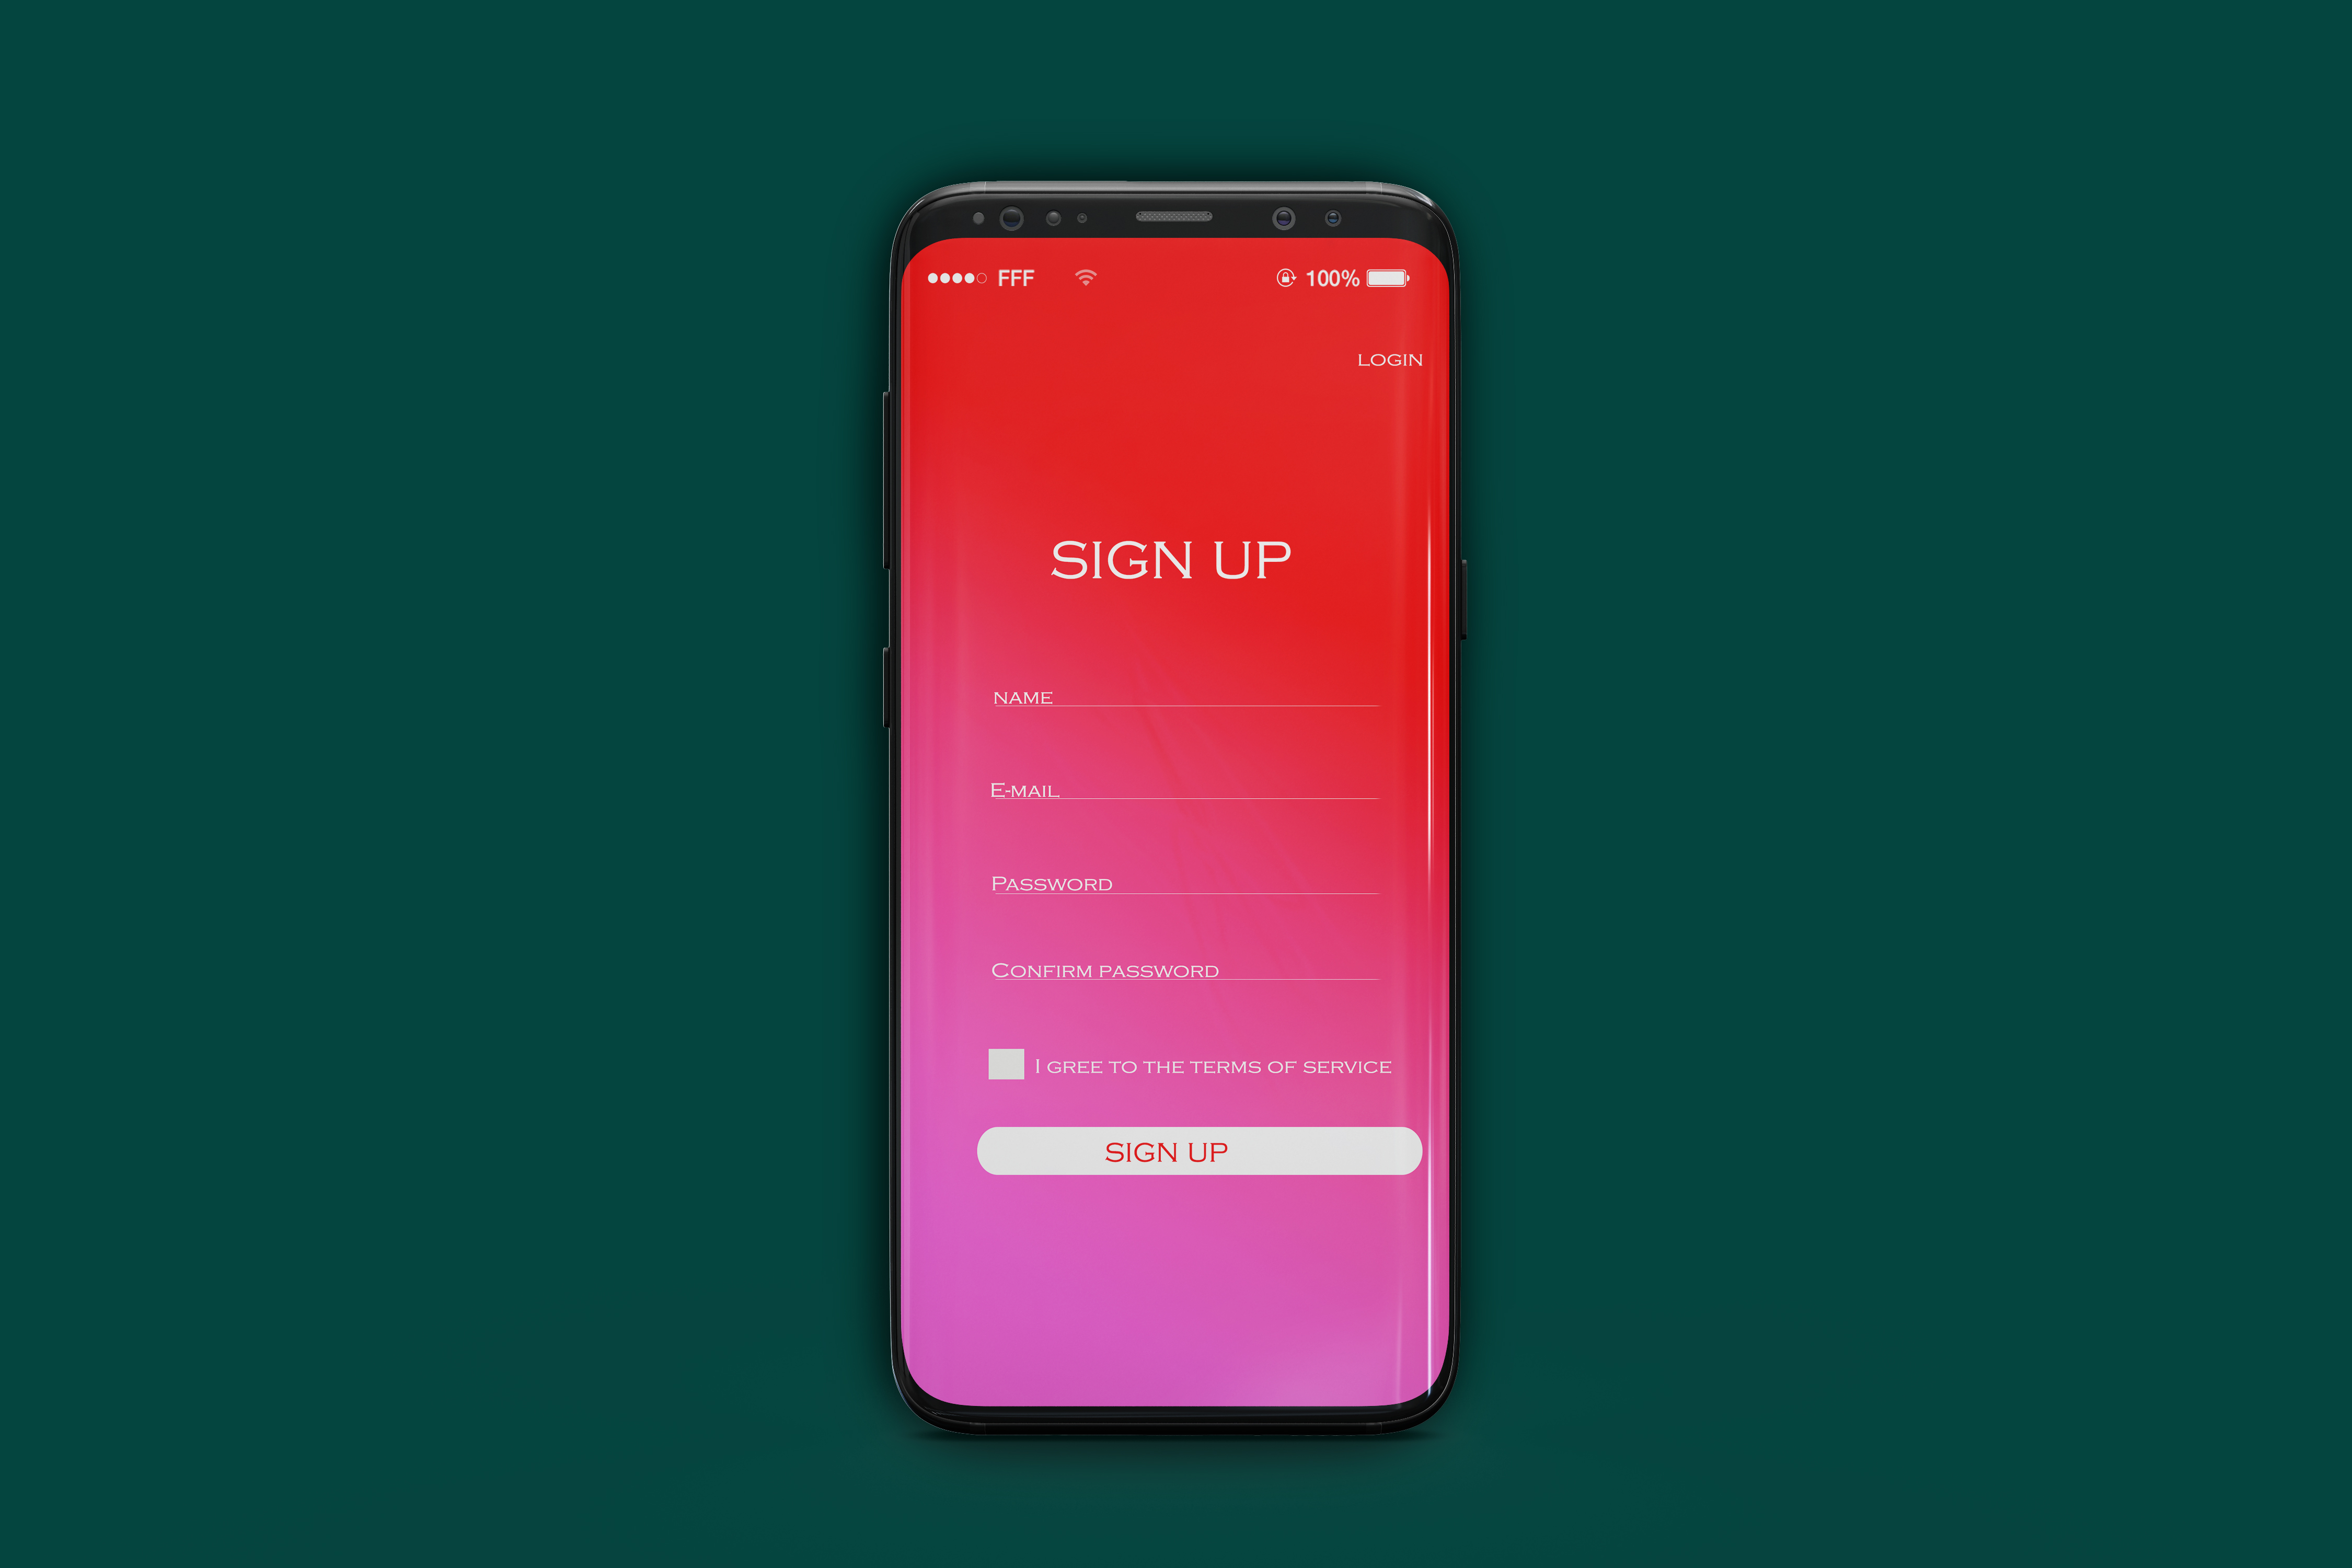 FFF 100%
LOGIN
SIGN UP
NAME
E-MAIL
PASSWORD
CONFIRM PASSWORD
I GREE TO THE TERMS OF SERVICE
SIGN UP